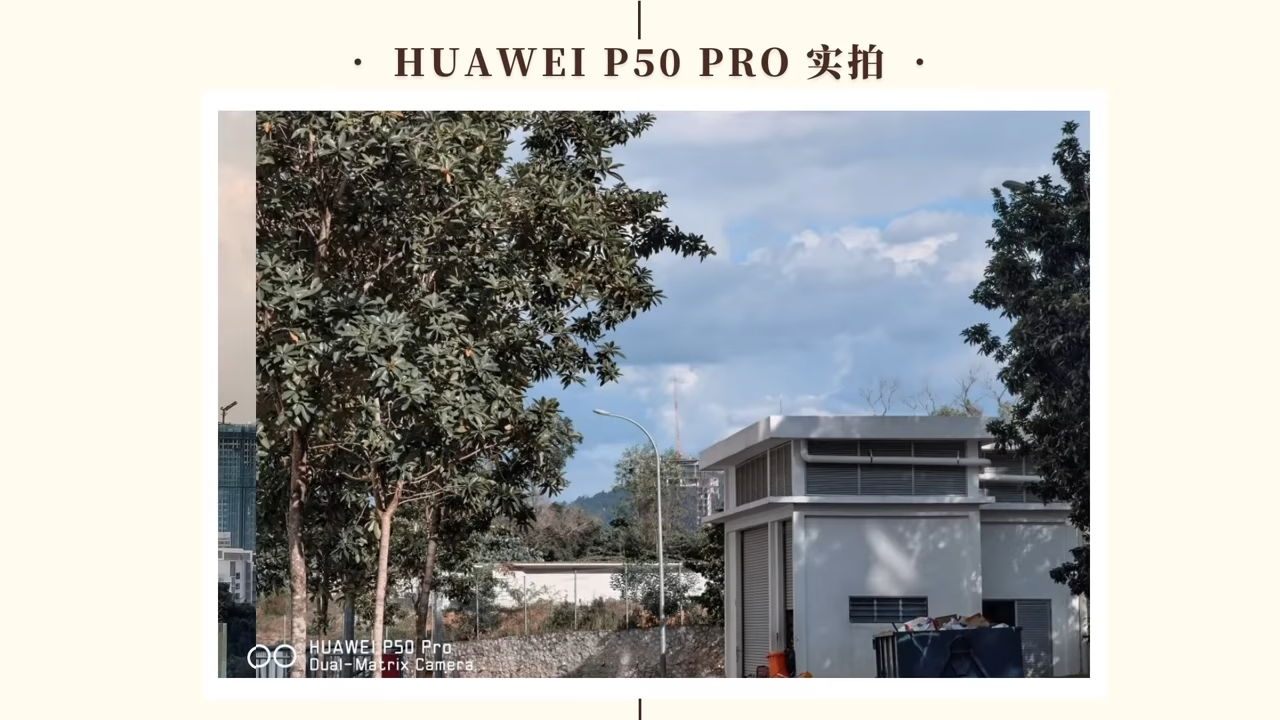 · HUAWEI P50 PRO 实拍 ·
HUAWEI P50 Pro
Dual-Matrix Camera